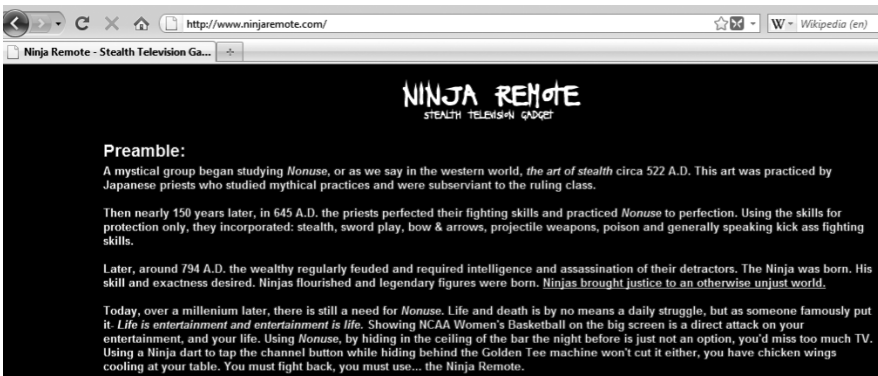 http://www.ninjaremote.com/
W
Wikipedia (en)
Ninja Remote - Stealth Television Ga...
NINJA REMOTE
STEALTH TELEVISION GADGET
Preamble:
A mystical group began studying Nonuse, or as we say in the western world, the art of stealth circa 522 A.D. This art was practiced by
Japanese priests who studied mythical practices and were subserviant to the ruling class.
Then nearly 150 years later, in 645 A.D. the priests perfected their fighting skills and practiced Nonuse to perfection. Using the skills for
protection only, they incorporated: stealth, sword play, bow & arrows, projectile weapons, poison and generally speaking kick ass fighting
skills.
Later, around 794 A.D. the wealthy regularly feuded and required intelligence and assassination of their detractors. The Ninja was born. His
skill and exactness desired. Ninjas flourished and legendary figures were born. Ninjas brought justice to an otherwise unjust world.
Today, over a millenium later, there is still a need for Nonuse. Life and death is by no means a daily struggle, but as someone famously put
it- Life is entertainment and entertainment is life. Showing NCAA Women's Basketball on the big screen is a direct attack on your
entertainment, and your life. Using Nonuse, by hiding in the ceiling of the bar the night before is just not an option, you'd miss too much TV.
Using a Ninja dart to tap the channel button while hiding behind the Golden Tee machine won't cut it either, you have chicken wings
cooling at your table. You must fight back, you must use... the Ninja Remote.